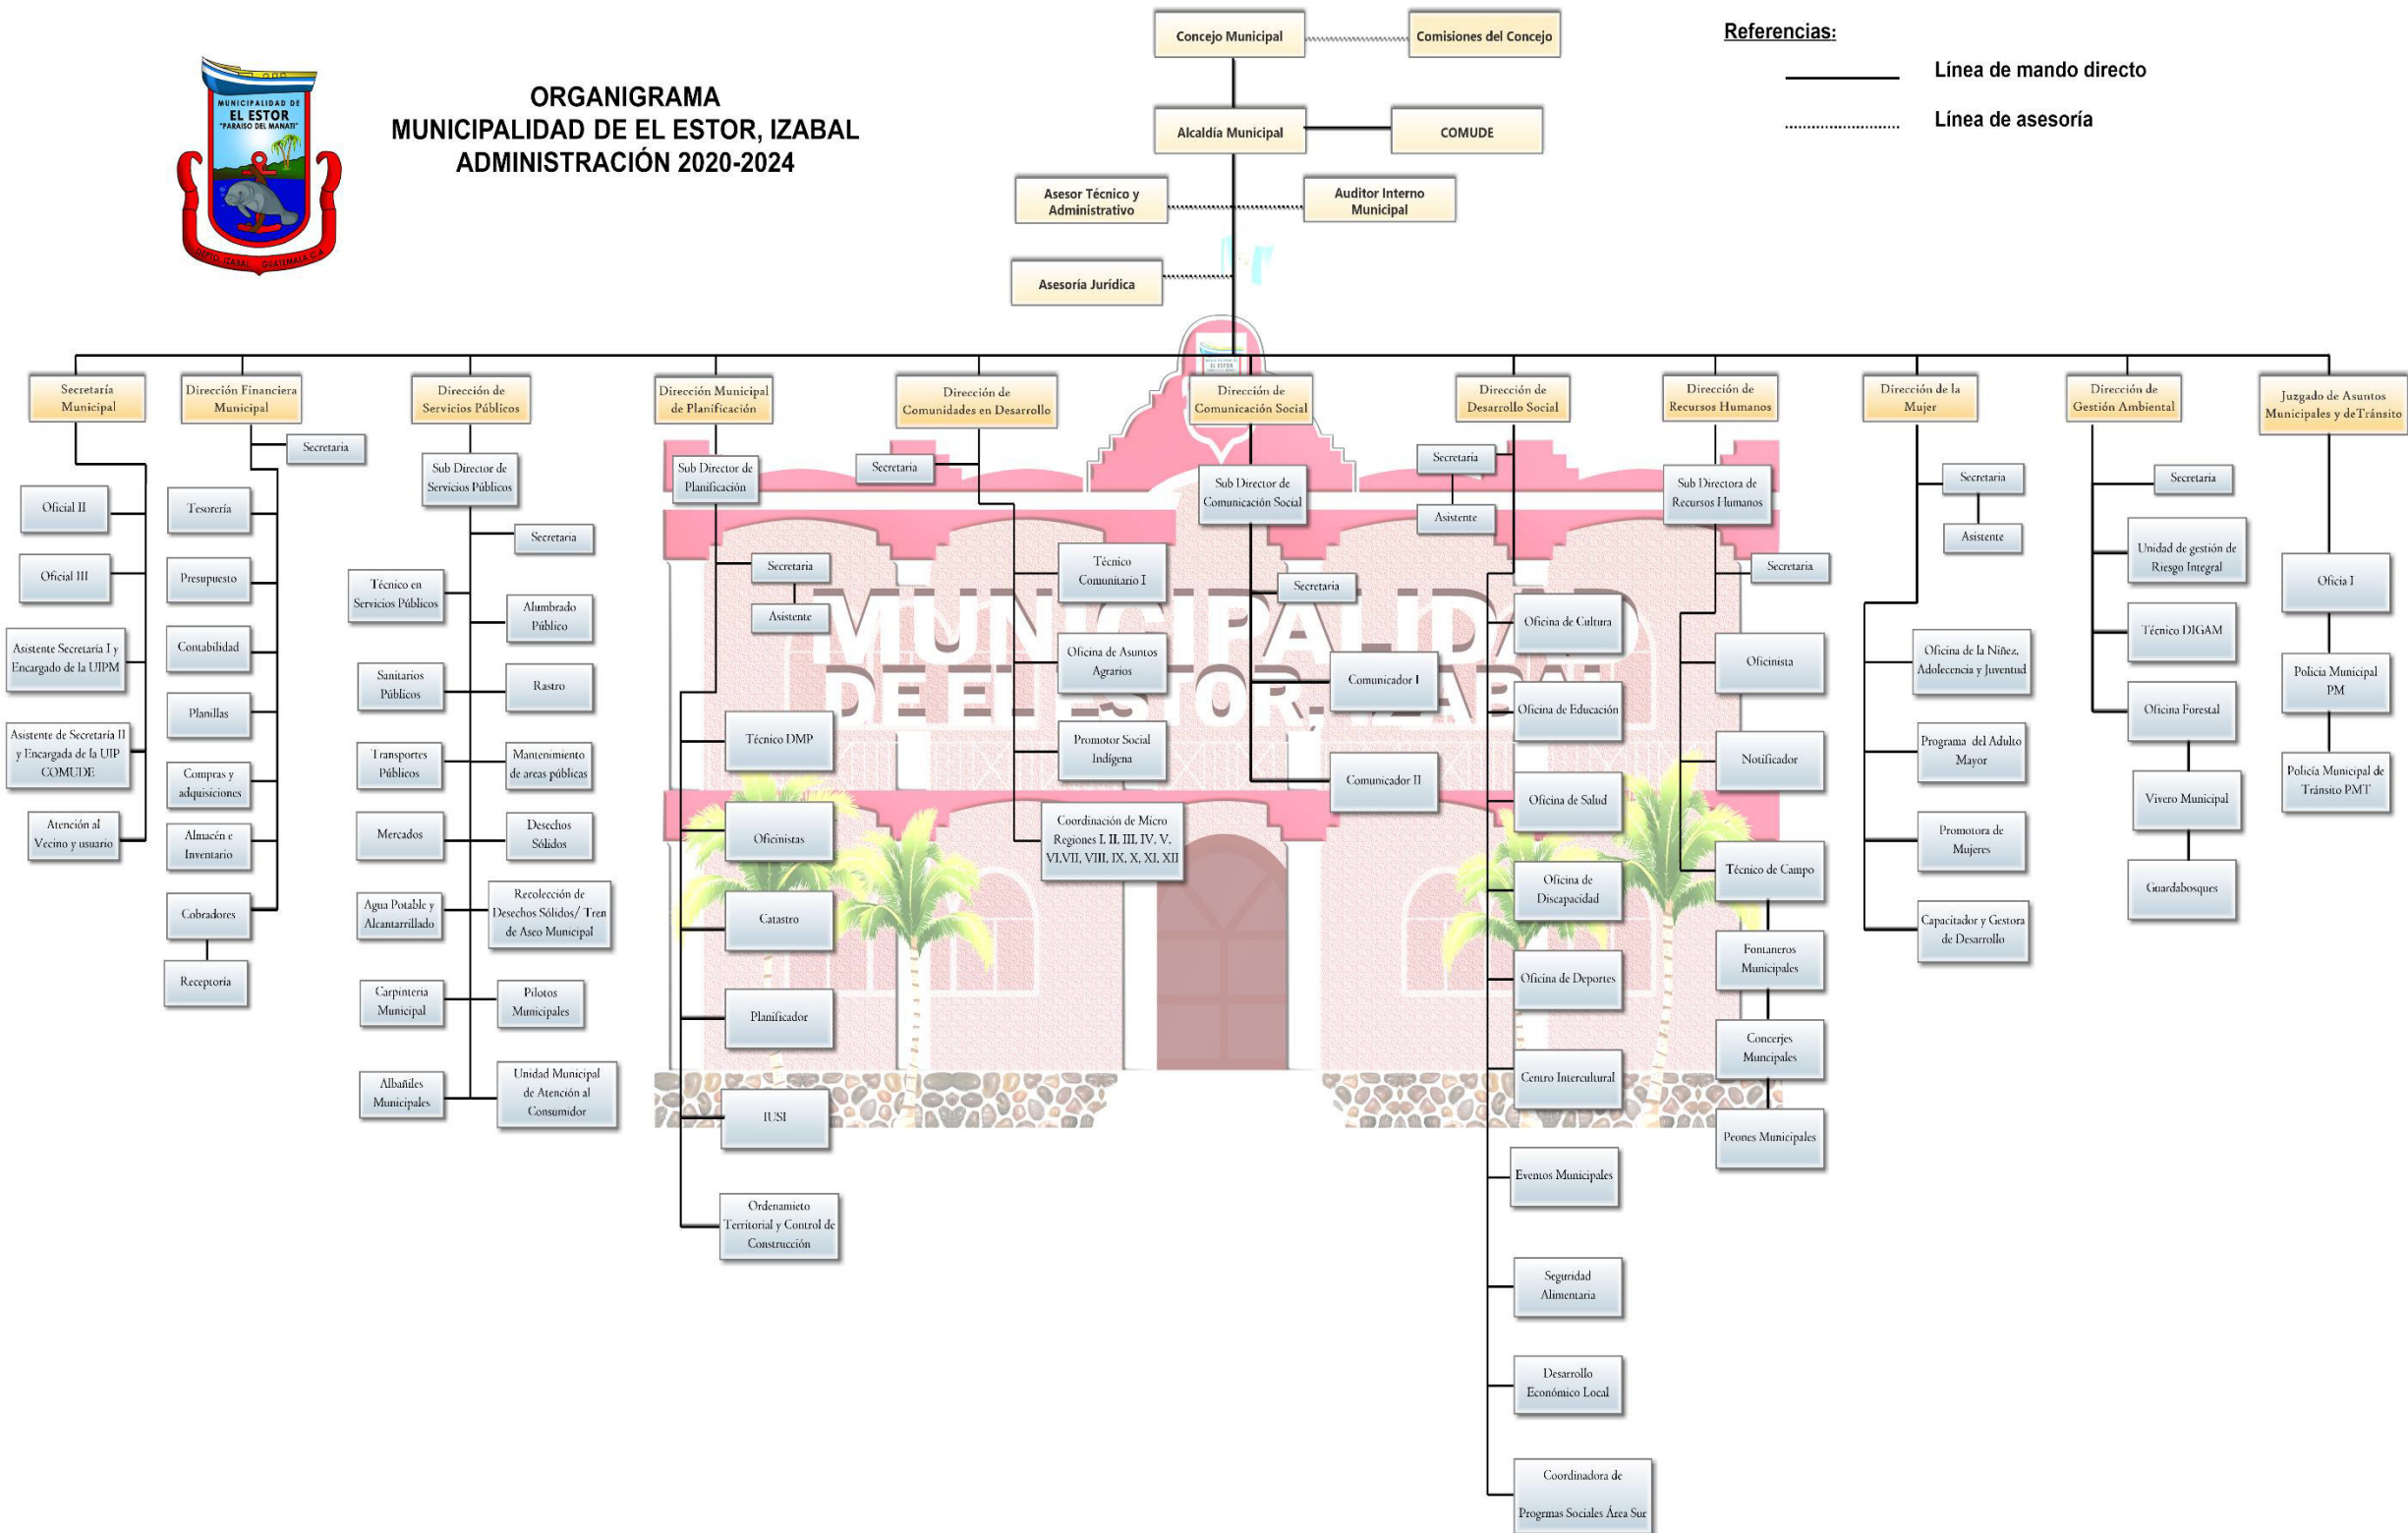 MUNICIPALIDAD DE
EL ESTOR
"PARAISO DEL MANATI"
DEPTO. IZABAL GUATEMALA C.A
ORGANIGRAMA
MUNICIPALIDAD DE EL ESTOR, IZABAL
ADMINISTRACIÓN 2020-2024
Concejo Municipal
Comisiones del Concejo
Referencias:
Línea de mando directo
Línea de asesoría
Alcaldía Municipal
COMUDE
Asesor Técnico y
Administrativo
Auditor Interno
Municipal
Asesoría Jurídica
Secretaría
Municipal
Oficial II
Oficial III
Asistente Secretaría I y
Encargado de la UIPM
Asistente de Secretaría II
y Encargada de la UIP
COMUDE
Atención al
Vecino y usuario
Dirección Financiera
Municipal
Secretaria
Tesorería
Presupuesto
Contabilidad
Planillas
Compras y
adquisiciones
Almacén e
Inventario
Cobradores
Receptoría
Dirección de
Servicios Públicos
Sub Director de
Servicios Públicos
Secretaria
Técnico en
Servicios Públicos
Alumbrado
Público
Sanitarios
Públicos
Rastro
Transportes
Públicos
Mantenimiento
de areas públicas
Mercados
Desechos
Sólidos
Agua Potable y
Alcantarrillado
Recolección de
Desechos Sólidos/ Tren
de Aseo Municipal
Carpinteria
Municipal
Pilotos
Municipales
Albañiles
Municipales
Unidad Municipal
de Atención al
Consumidor
Dirección Municipal
de Planificación
Sub Director de
Planificación
Secretaria
Asistente
Técnico DMP
Oficinistas
Catastro
Planificador
IUSI
Ordenamieto
Territorial y Control de
Construcción
Dirección de
Comunidades en Desarrollo
Secretaria
Técnico
Comunitario I
Oficina de Asuntos
Agrarios
Promotor Social
Indígena
Coordinación de Micro
Regiones I, II, III, IV, V,
VI,VII, VIII, IX, X, XI, XII
Dirección de
Comunicación Social
Sub Director de
Comunicación Social
Secretaria
Comunicador I
Comunicador II
Dirección de
Desarrollo Social
Secretaria
Asistente
Oficina de Cultura
Oficina de Educación
Oficina de Salud
Oficina de
Discapacidad
Oficina de Deportes
Centro Intercultural
Eventos Municipales
Seguridad
Alimentaria
Desarrollo
Económico Local
Coordinadora de
Progrmas Sociales Área Sur
Dirección de
Recursos Humanos
Sub Directora de
Recursos Humanos
Secretaria
Oficinista
Notificador
Técnico de Campo
Fontaneros
Municipales
Concerjes
Muncipales
Peones Municipales
Dirección de la
Mujer
Secretaria
Asistente
Oficina de la Niñez,
Adolecencia y Juventud
Programa del Adulto
Mayor
Promotora de
Mujeres
Capacitador y Gestora
de Desarrollo
Dirección de
Gestión Ambiental
Secretaria
Unidad de gestión de
Riesgo Integral
Técnico DIGAM
Oficina Forestal
Vivero Municipal
Guardabosques
Juzgado de Asuntos
Municipales y deTránsito
Oficia I
Policia Municipal
PM
Policía Municipal de
Tránsito PMT
MUNICIPALIDAD
DE EL ESTOR, IZABAL